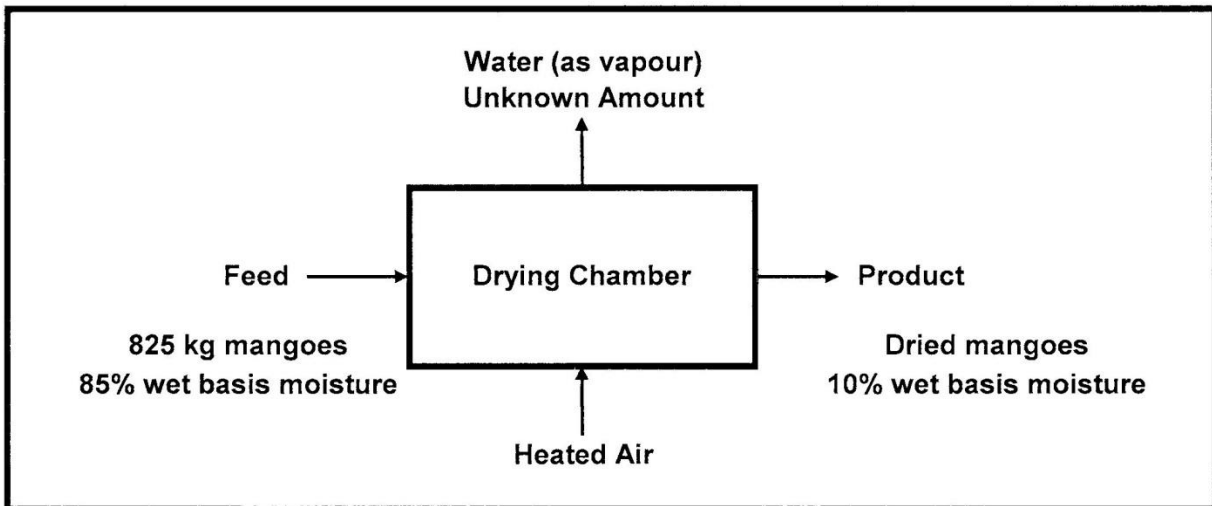 Water (as vapour)
Unknown Amount
Feed
Drying Chamber
Product
825 kg mangoes
85% wet basis moisture
Dried mangoes
10% wet basis moisture
Heated Air